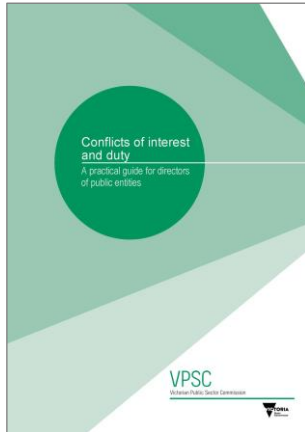 Conflicts of interest
and duty
A practical guide for directors
of public entities
VPSC
Victorian Public Sector Commission
VICTORIA